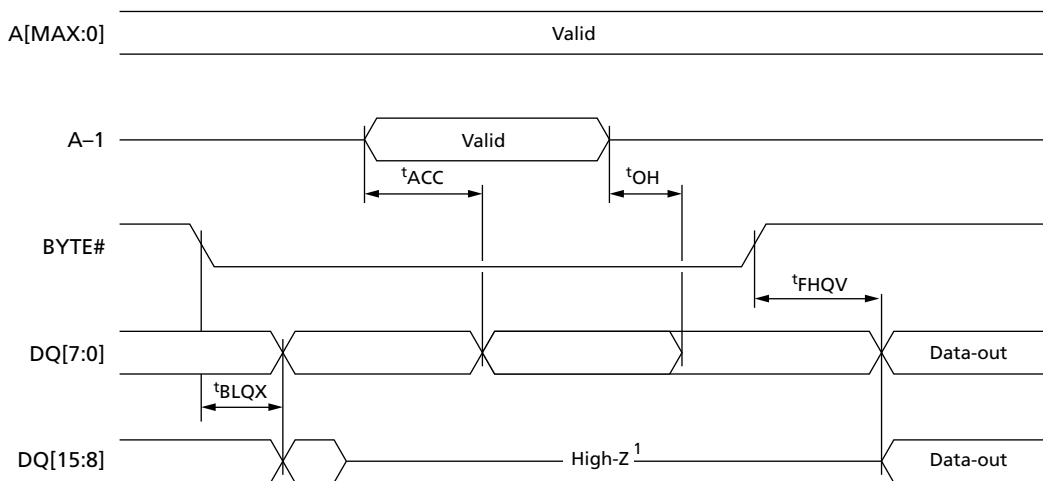 A[MAX:0] Valid
A–1 Valid
tACC tOH
BYTE#
tFHQV
DQ[7:0] Data-out
tBLQX
DQ[15:8] High-Z 1 Data-out